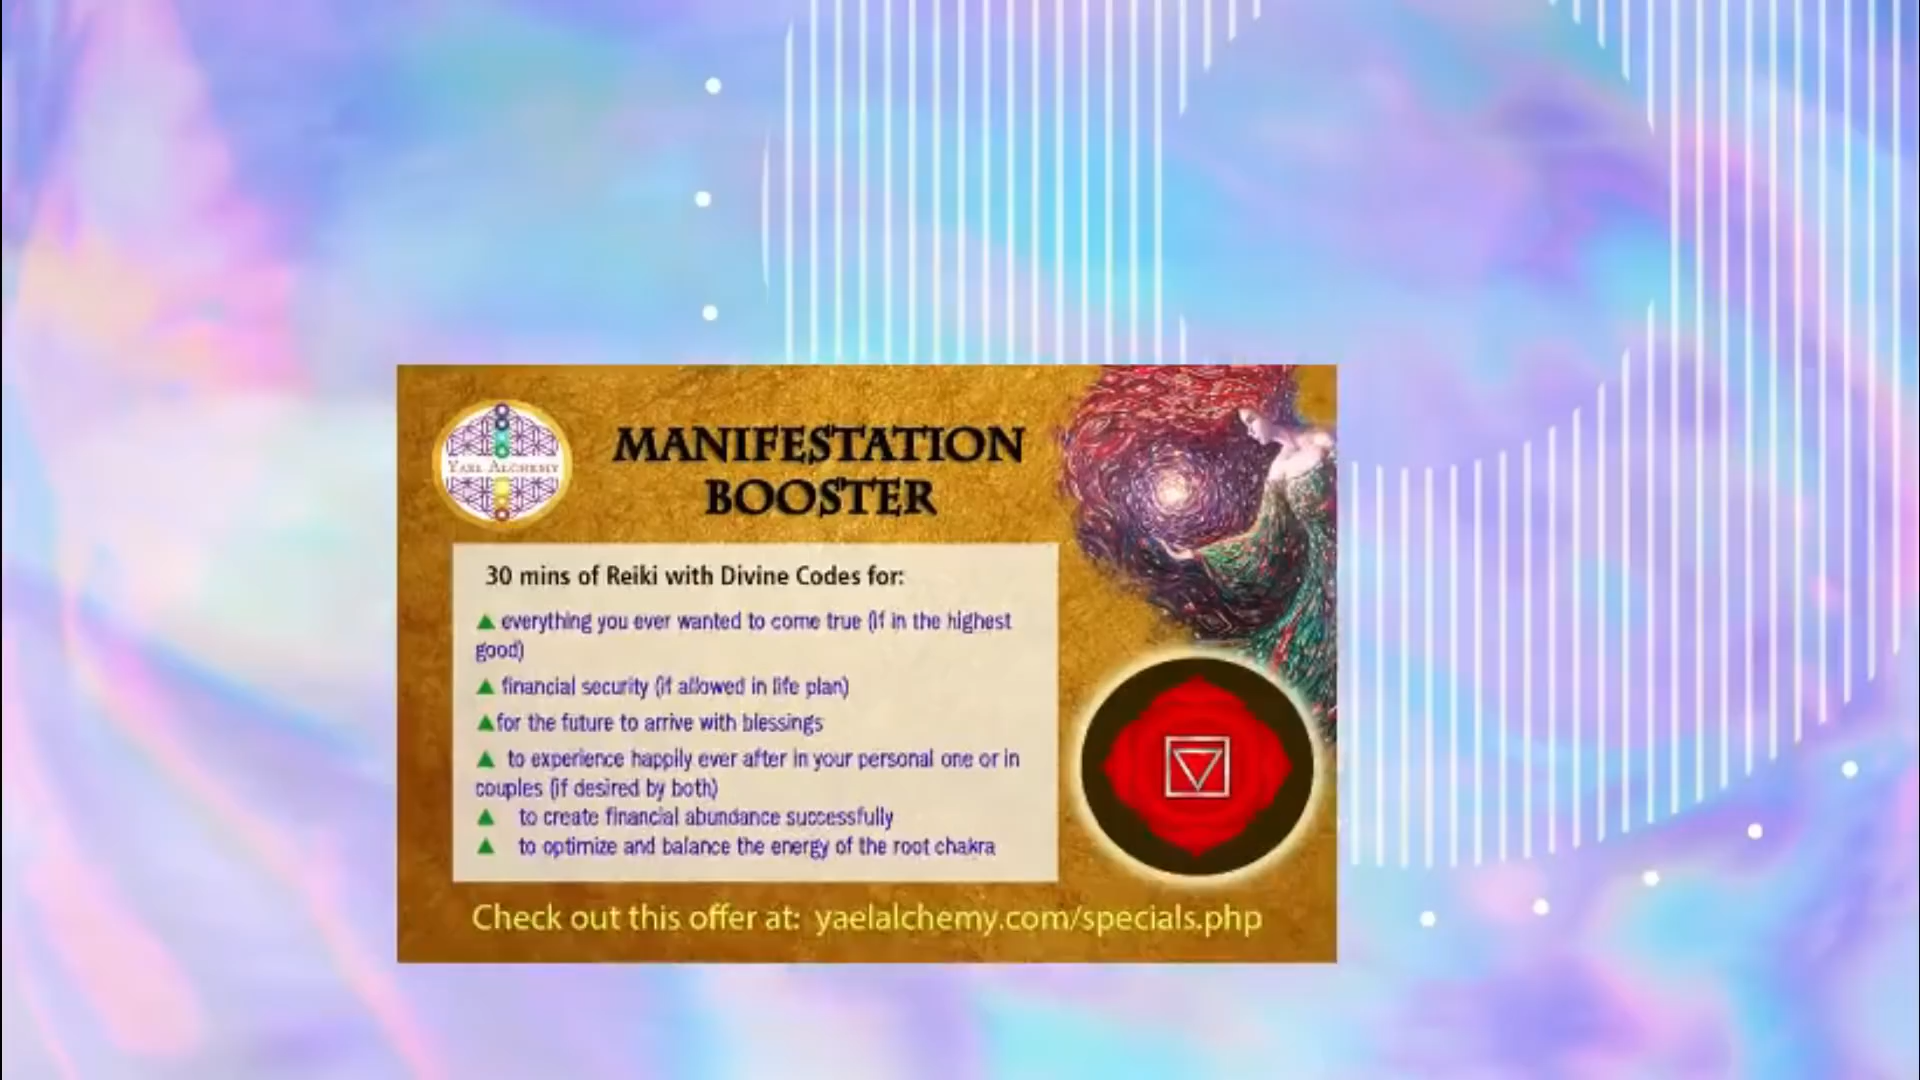 YAEL ALCHEMY
MANIFESTATION
BOOSTER
30 mins of Reiki with Divine Codes for:
everything you ever wanted to come true (if in the highest
good)
financial security (if allowed in life plan)
for the future to arrive with blessings
to experience happily ever after in your personal one or in
couples (if desired by both)
to create financial abundance successfully
to optimize and balance the energy of the root chakra
Check out this offer at: yaelalchemy.com/specials.php